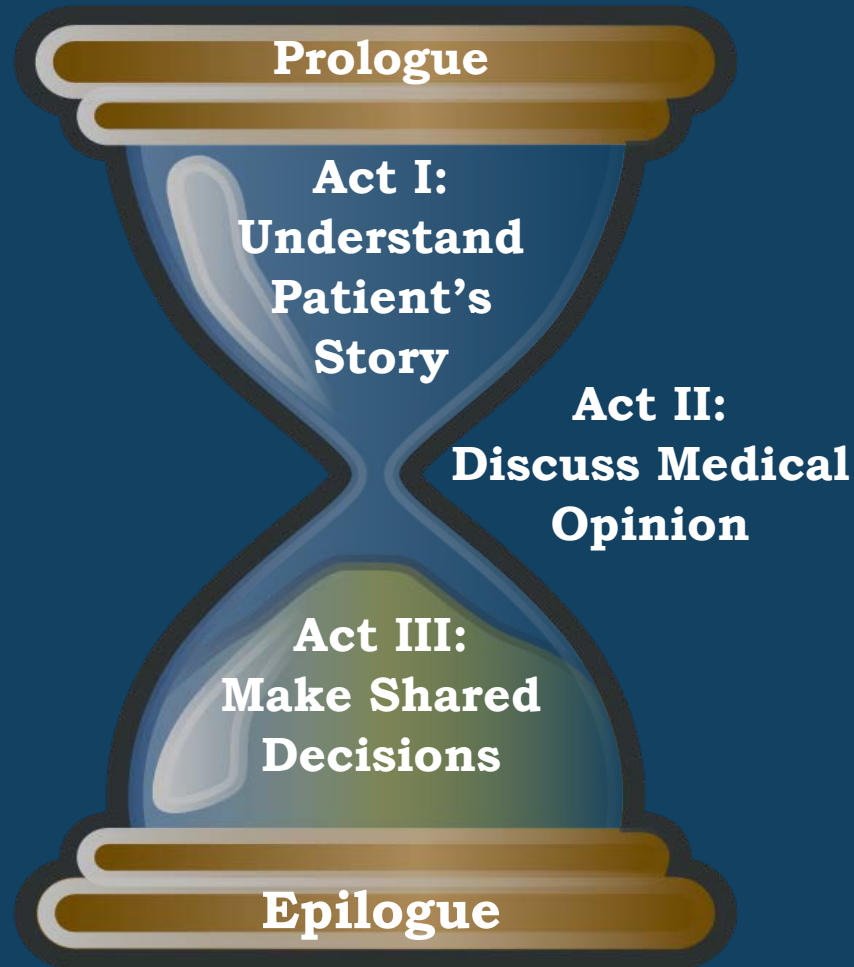 Prologue
Act I:
Understand
Patient's
Story
Act II:
Discuss Medical
Opinion
Act III:
Make Shared
Decisions
Epilogue